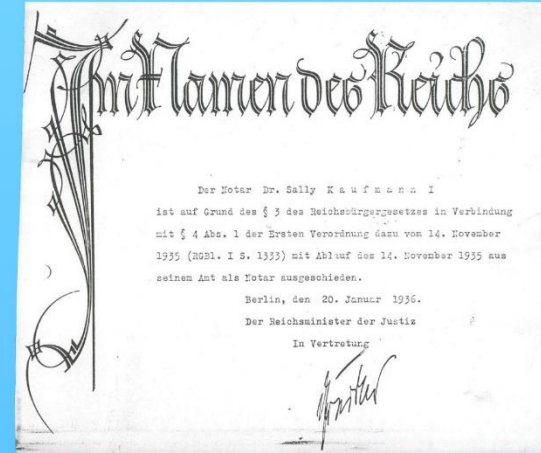 Im Namen des Reichs
Der Notar Dr. Sally Kaufmann I
ist auf Grund des § 3 des Reichsbürgergesetzes in Verbindung
mit § 4 Abs. 1 der Ersten Verordnung dazu vom 14. November
1935 (RGBl. I S. 1333) mit Ablauf des 14. November 1935 aus
seinem Amt als Notar ausgeschieden.
Berlin, den 20. Januar 1936.
Der Reichsminister der Justiz
In Vertretung